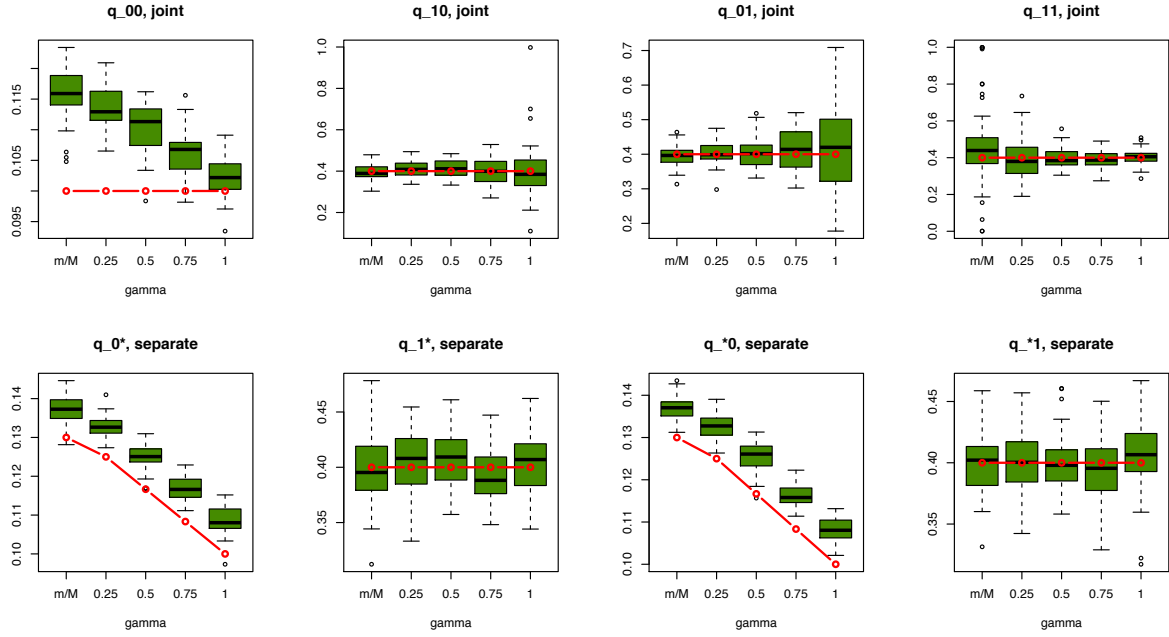 q_00, joint
0.095 0.105 0.115
m/M 0.25 0.5 0.75 1
gamma
q_10, joint
0.2 0.4 0.6 0.8 1.0
m/M 0.25 0.5 0.75 1
gamma
q_01, joint
0.2 0.3 0.4 0.5 0.6 0.7
m/M 0.25 0.5 0.75 1
gamma
q_11, joint
0.0 0.2 0.4 0.6 0.8 1.0
m/M 0.25 0.5 0.75 1
gamma
q_0*, separate
0.10 0.11 0.12 0.13 0.14
m/M 0.25 0.5 0.75 1
gamma
q_1*, separate
0.35 0.40 0.45
m/M 0.25 0.5 0.75 1
gamma
q_*0, separate
0.10 0.11 0.12 0.13 0.14
m/M 0.25 0.5 0.75 1
gamma
q_*1, separate
0.35 0.40 0.45
m/M 0.25 0.5 0.75 1
gamma